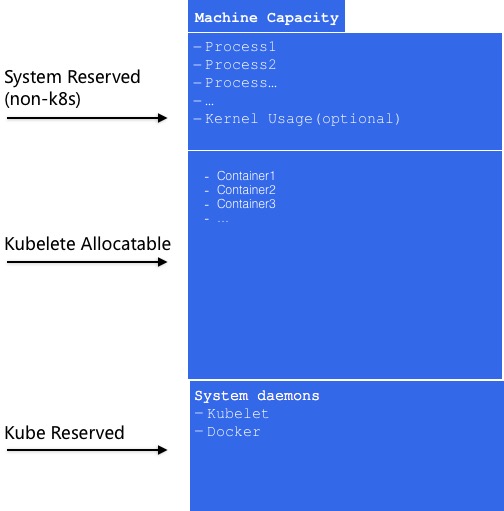 Machine Capacity
System Reserved
(non-k8s)
—Process1
—Process2
—Process…
—…
—Kernel Usage(optional)
Kubelete Allocatable
- Container1
- Container2
- Container3
- …
Kube Reserved
System daemons
—Kubelet
—Docker